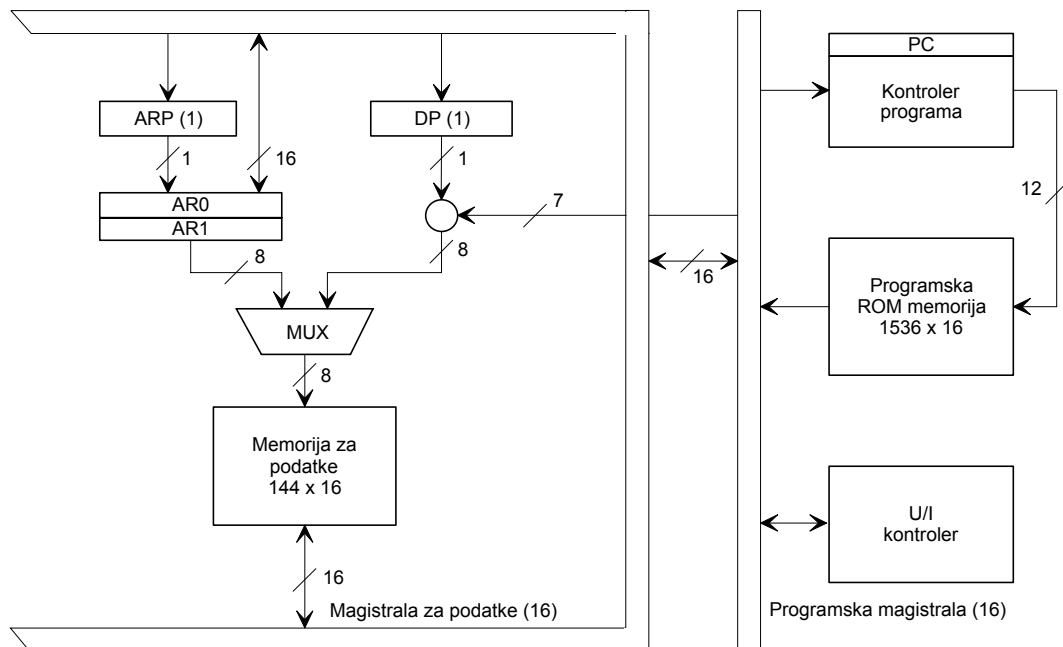 PC
Kontroler
programa
ARP (1)
DP (1)
1
16
1
12
AR0
AR1
7
8
8
16
Programska
ROM memorija
1536 x 16
MUX
8
Memorija za
podatke
144 x 16
U/I
kontroler
16
Magistrala za podatke (16)
Programska magistrala (16)